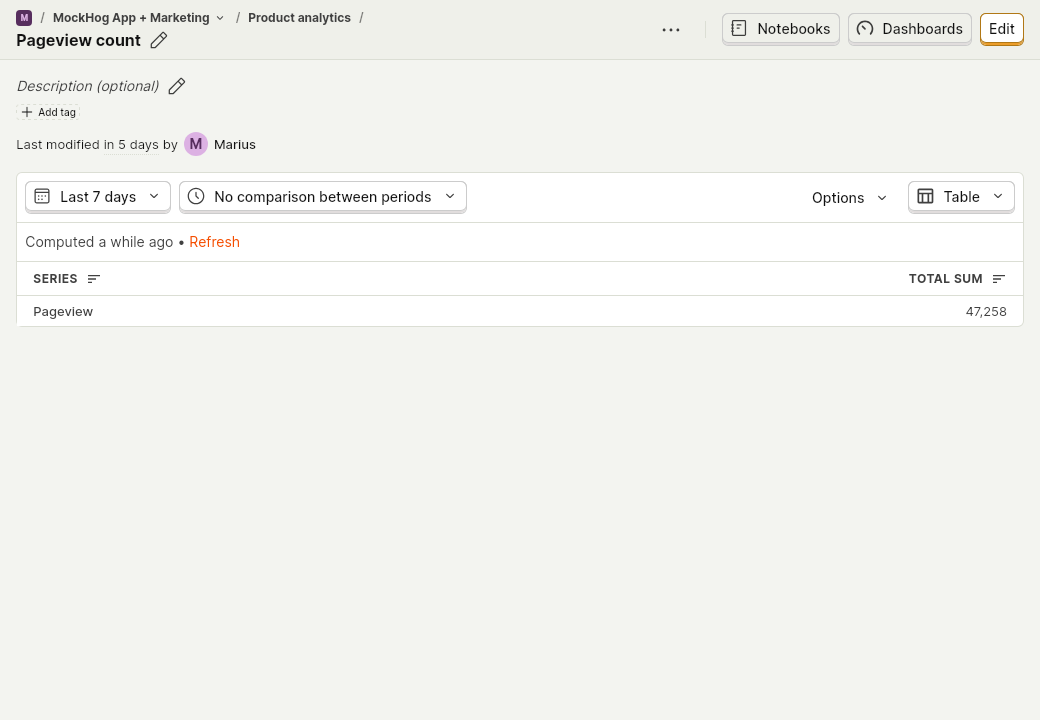 M / MockHog App + Marketing / Product analytics /
Pageview count
Notebooks
Dashboards
Edit
Description (optional)
Add tag
Last modified in 5 days by M Marius
Last 7 days
No comparison between periods
Options
Table
Computed a while ago • Refresh
SERIES TOTAL SUM
Pageview 47,258